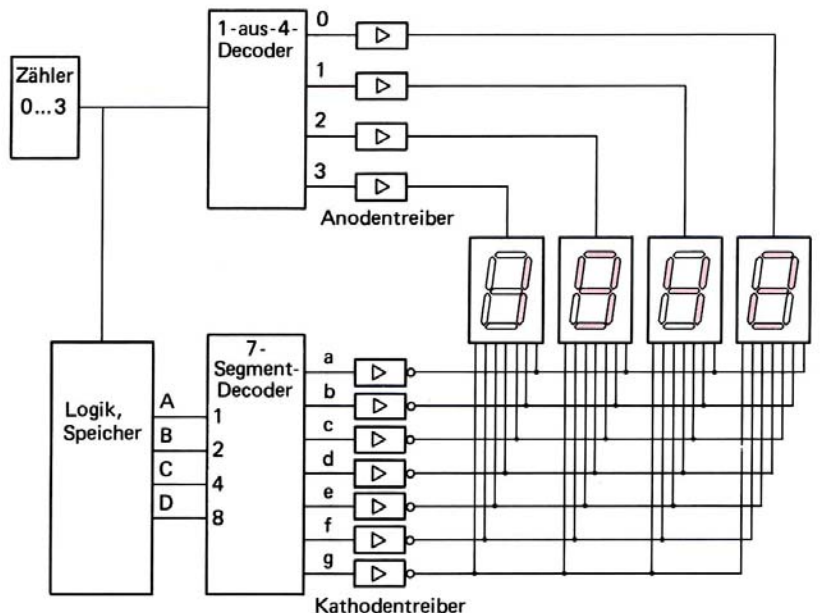 Zähler
0...3
1-aus-4-
Decoder
0
1
2
3
Anodentreiber
Logik,
Speicher
A
B
C
D
7-
Segment-
Decoder
1
2
4
8
a
b
c
d
e
f
g
Kathodentreiber